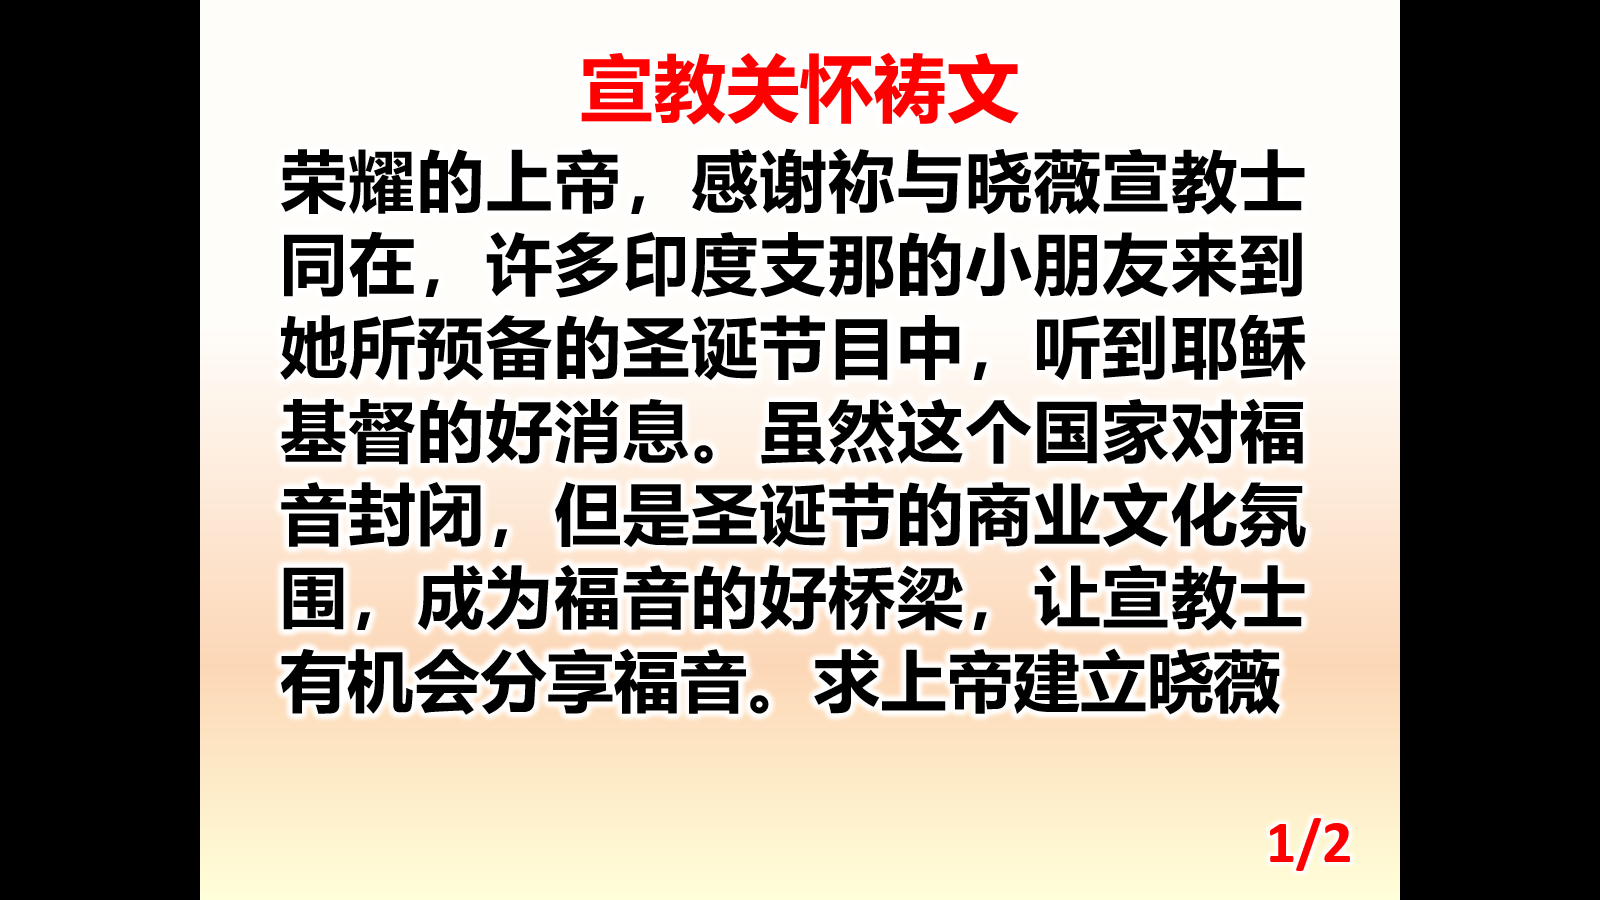 宣教关怀祷文
荣耀的上帝，感谢祢与晓薇宣教士
同在，许多印度支那的小朋友来到
她所预备的圣诞节目中，听到耶稣
基督的好消息。虽然这个国家对福
音封闭，但是圣诞节的商业文化氛
围，成为福音的好桥梁，让宣教士
有机会分享福音。求上帝建立晓薇
1/2